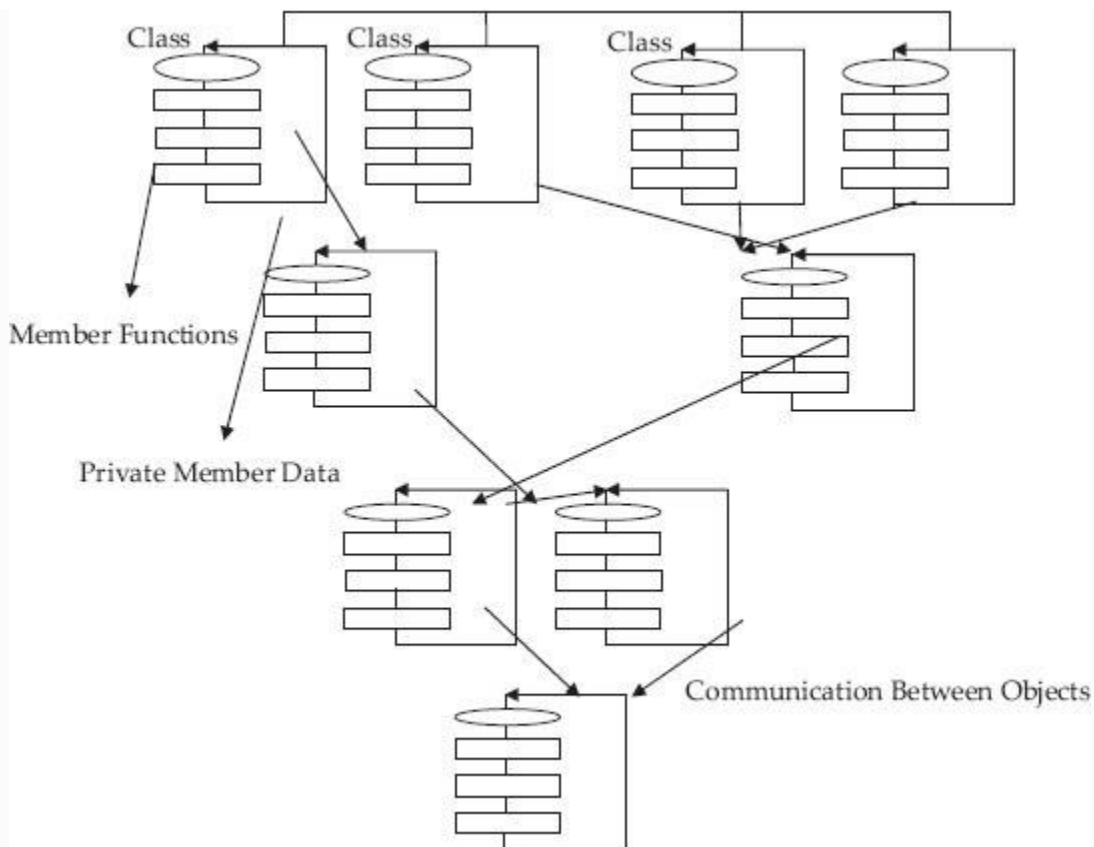 Class
Class
Class
Member Functions
Private Member Data
Communication Between Objects